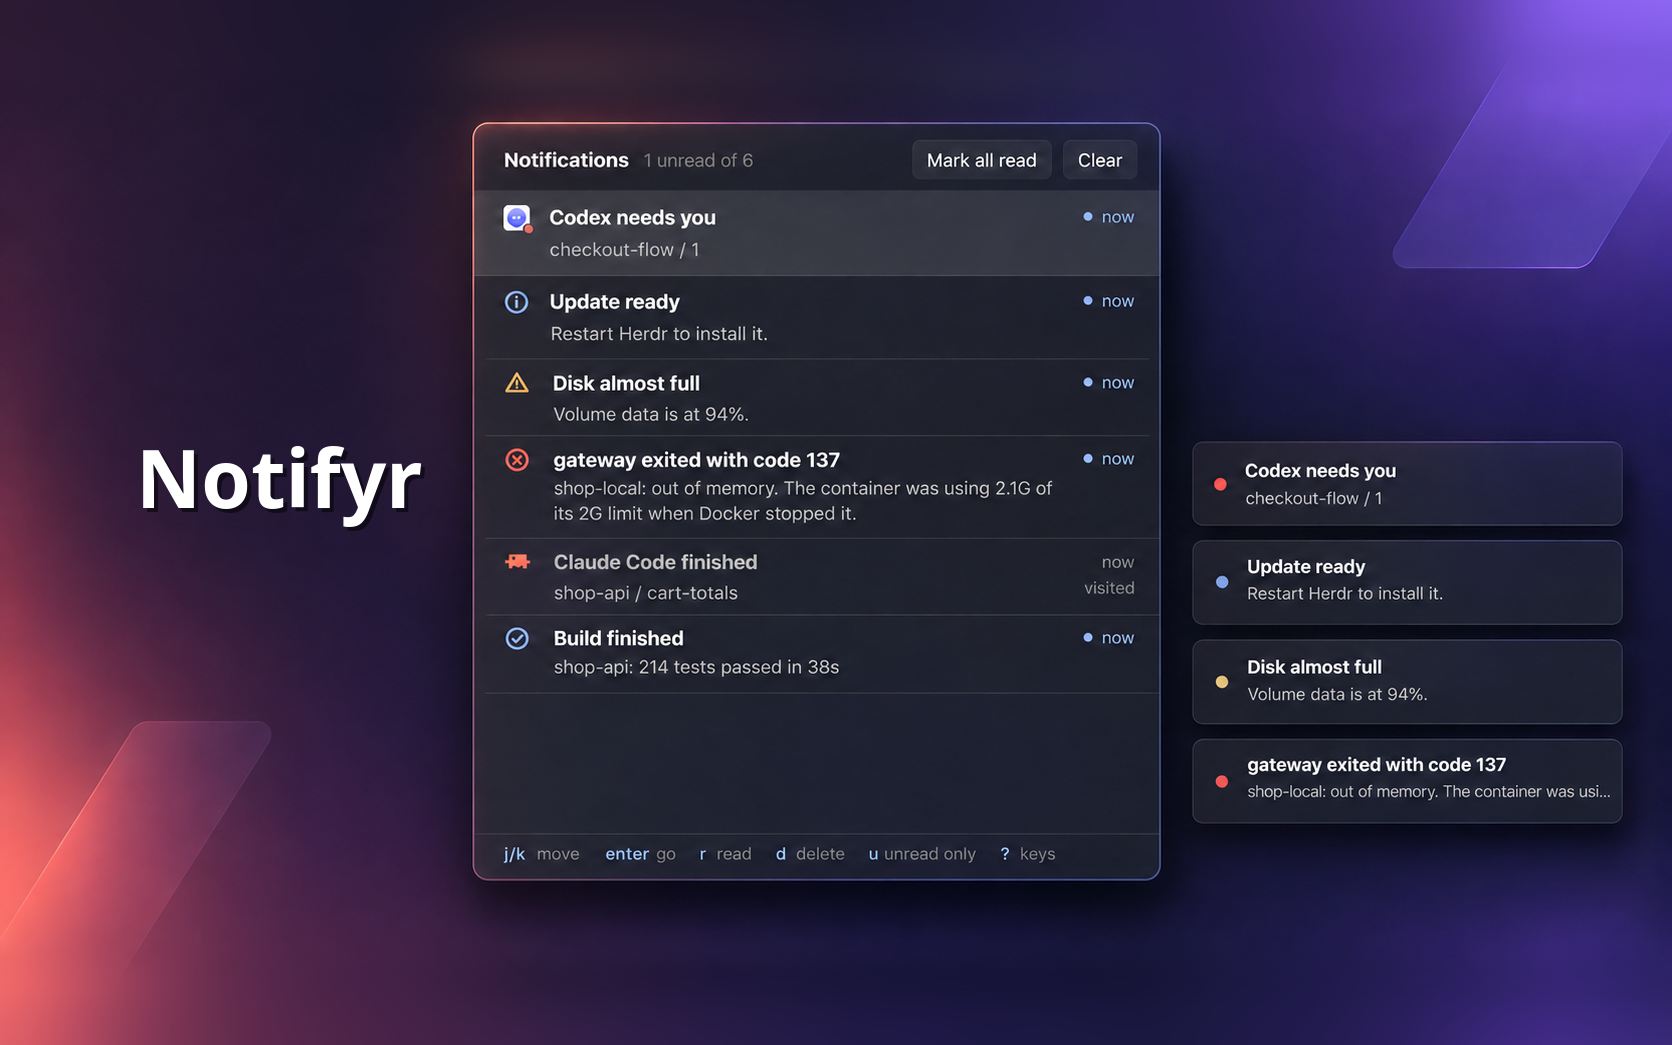 Notifyr
Notifications 1 unread of 6 Mark all read Clear
Codex needs you now
checkout-flow / 1
Update ready now
Restart Herdr to install it.
Disk almost full now
Volume data is at 94%.
gateway exited with code 137 now
shop-local: out of memory. The container was using 2.1G of
its 2G limit when Docker stopped it.
Claude Code finished now
shop-api / cart-totals visited
Build finished now
shop-api: 214 tests passed in 38s
j/k move enter go r read d delete u unread only ? keys
Codex needs you
checkout-flow / 1
Update ready
Restart Herdr to install it.
Disk almost full
Volume data is at 94%.
gateway exited with code 137
shop-local: out of memory. The container was usi...